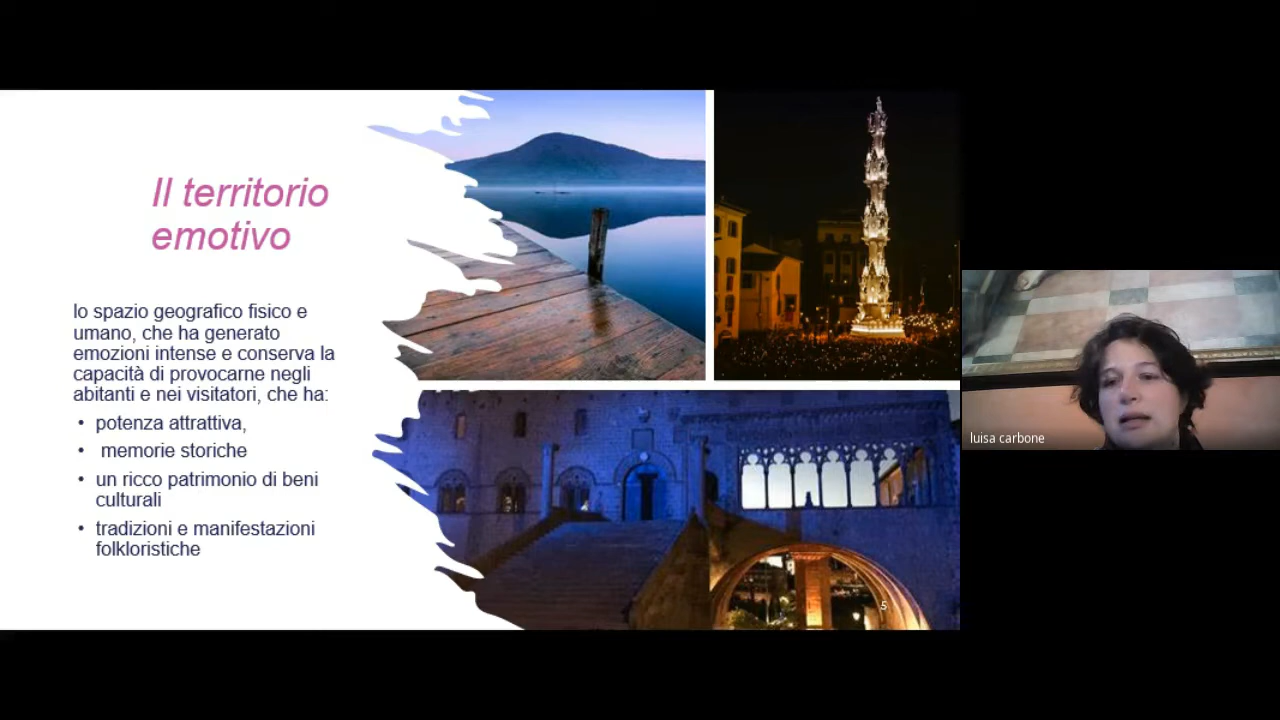 Il territorio
emotivo
lo spazio geografico fisico e
umano, che ha generato
emozioni intense e conserva la
capacità di provocarne negli
abitanti e nei visitatori, che ha:
• potenza attrattiva,
• memorie storiche
• un ricco patrimonio di beni
culturali
• tradizioni e manifestazioni
folkloristiche
5
luisa carbone